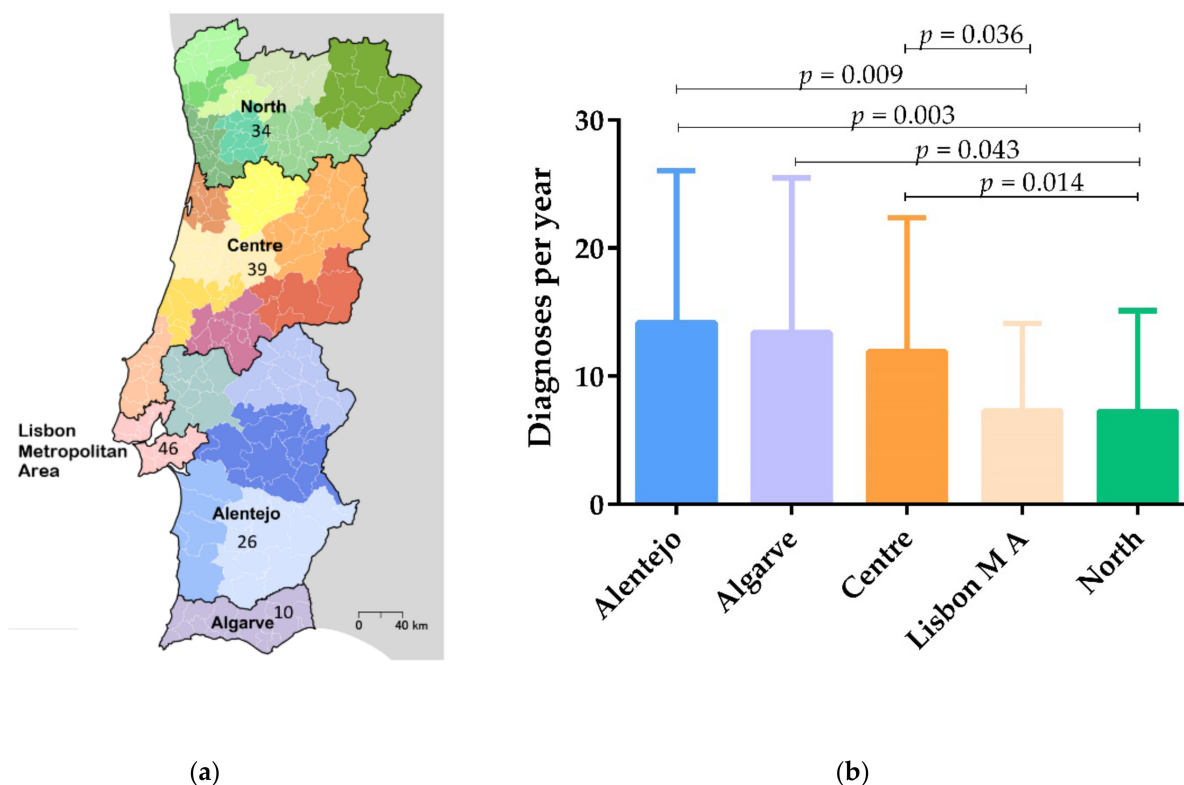 North
34
Centre
39
Lisbon
Metropolitan
Area
46
Alentejo
26
Algarve
10
0 40 km
(a)
p = 0.036
p = 0.009
p = 0.003
p = 0.043
p = 0.014
Diagnoses per year
30
20
10
0
Alentejo
Algarve
Centre
Lisbon M A
North
(b)